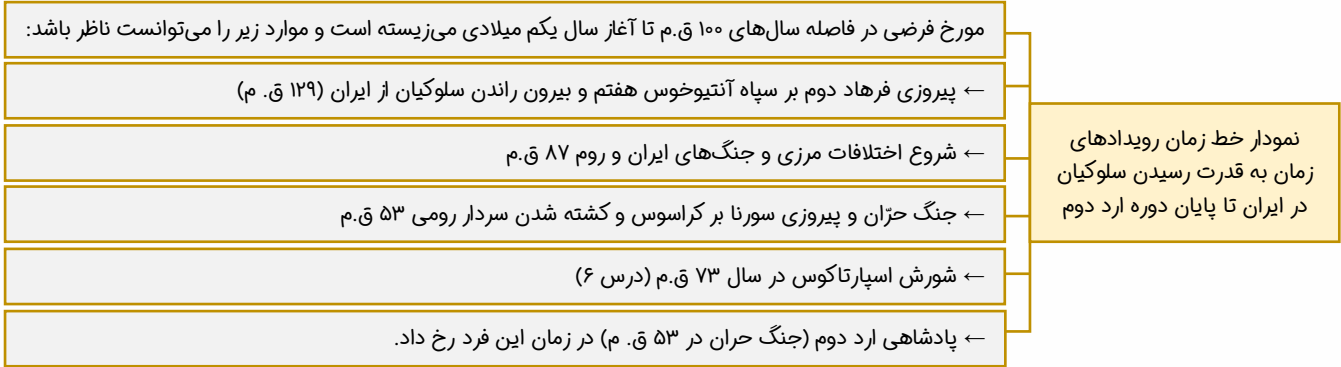 نمودار خط زمان رویدادهای
زمان به قدرت رسیدن سلوکیان
در ایران تا پایان دوره ارد دوم
مورخ فرضی در فاصله سال‌های ۱۰۰ ق.م تا آغاز سال یکم میلادی می‌زیسته است و موارد زیر را می‌توانست ناظر باشد:
← پیروزی فرهاد دوم بر سپاه آنتیوخوس هفتم و بیرون راندن سلوکیان از ایران (۱۲۹ ق. م)
← شروع اختلافات مرزی و جنگ‌های ایران و روم ۸۷ ق.م
← جنگ حرّان و پیروزی سورنا بر کراسوس و کشته شدن سردار رومی ۵۳ ق.م
← شورش اسپارتاکوس در سال ۷۳ ق.م (درس ۶)
← پادشاهی ارد دوم (جنگ حران در ۵۳ ق. م) در زمان این فرد رخ داد.